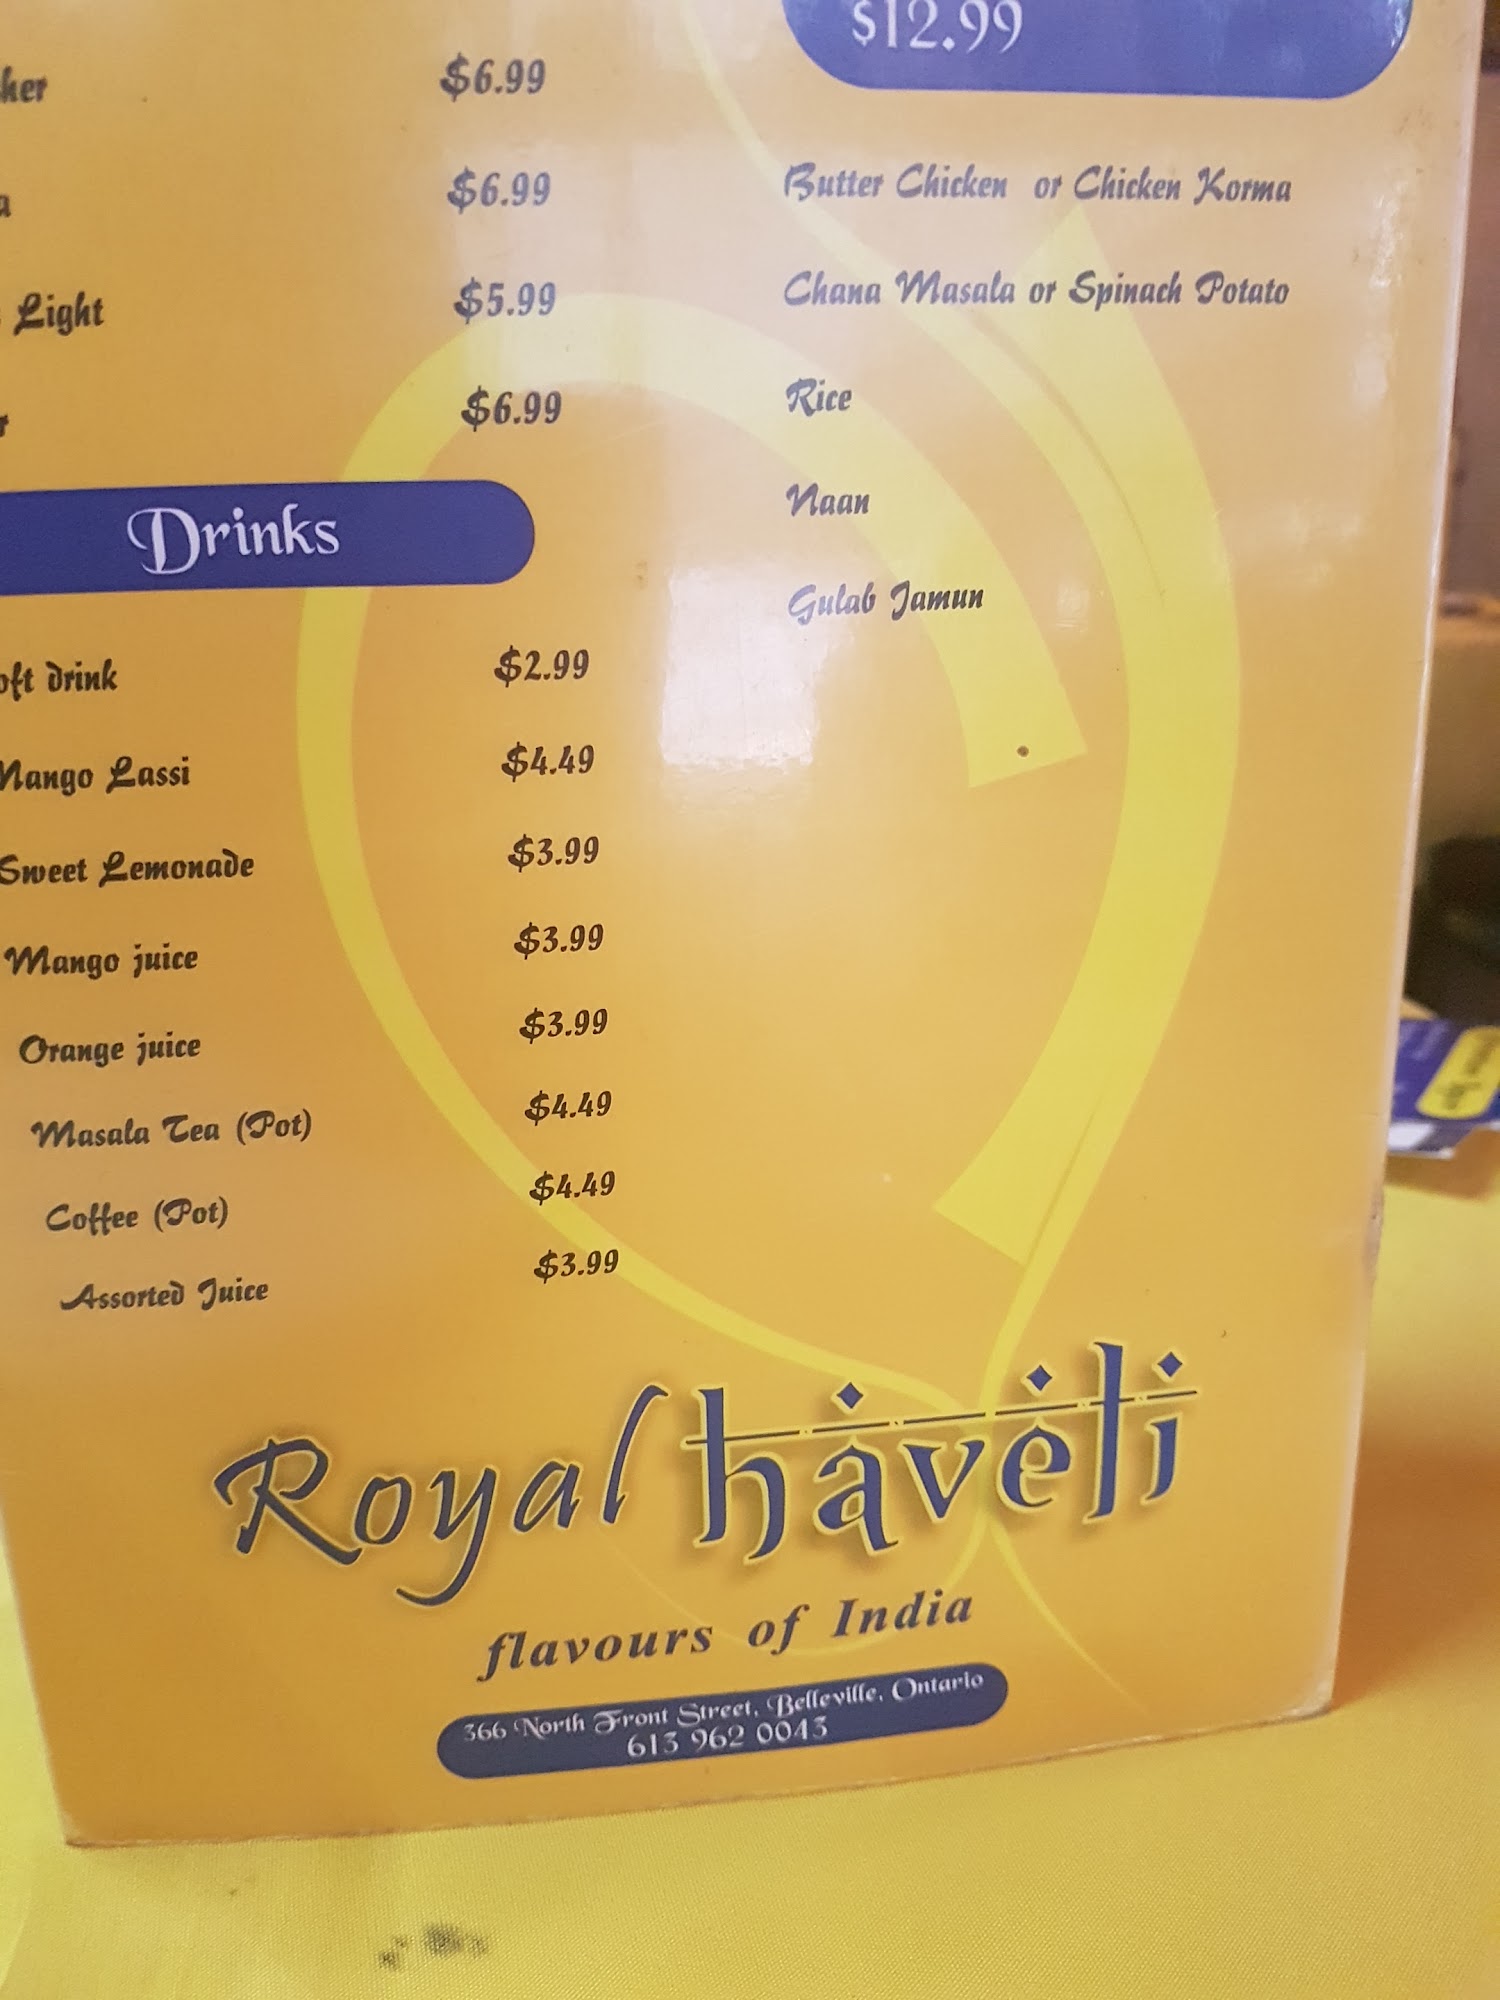 $6.99
$6.99
Light $5.99
$6.99
Drinks
drink $2.99
Mango Lassi $4.49
Sweet Lemonade $3.99
Mango juice $3.99
Orange juice $3.99
Masala Tea (Pot) $4.49
Coffee (Pot) $4.49
Assorted Juice $3.99
$12.99
Butter Chicken or Chicken Korma
Chana Masala or Spinach Potato
Rice
Naan
Gulab Jamun
Royal haveli
flavours of India
366 North Front Street, Belleville, Ontario
613 962 0043